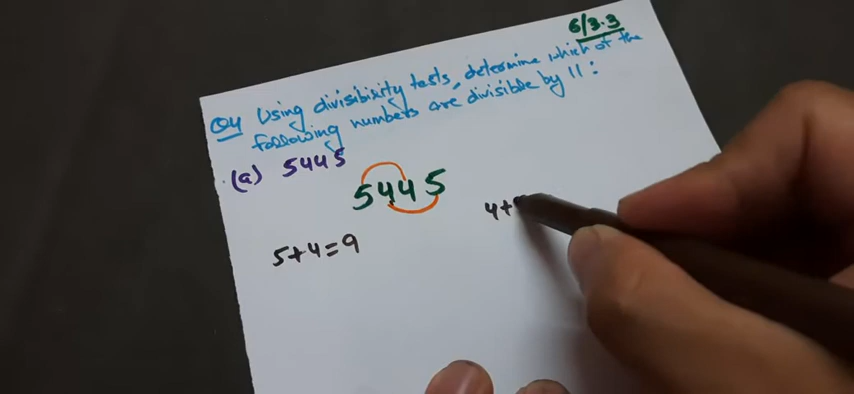 6/3.3
Q4 Using divisibility tests, determine which of the
following numbers are divisible by 11:
(a) 5445
5445
5+4=9
4+